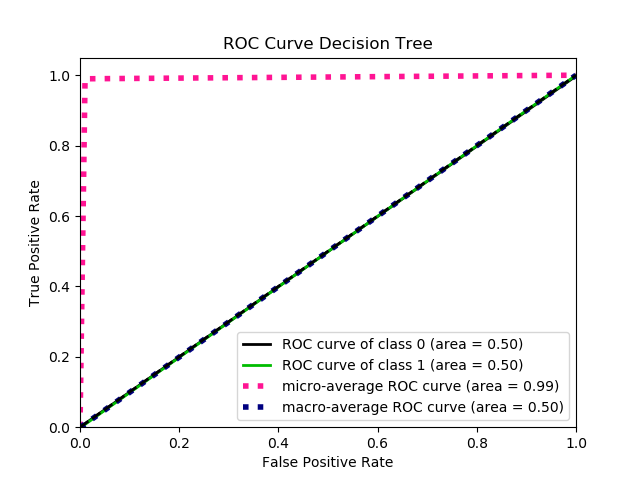 ROC Curve Decision Tree
True Positive Rate
1.0
0.8
0.6
0.4
0.2
0.0
ROC curve of class 0 (area = 0.50)
ROC curve of class 1 (area = 0.50)
micro-average ROC curve (area = 0.99)
macro-average ROC curve (area = 0.50)
0.0 0.2 0.4 0.6 0.8 1.0
False Positive Rate